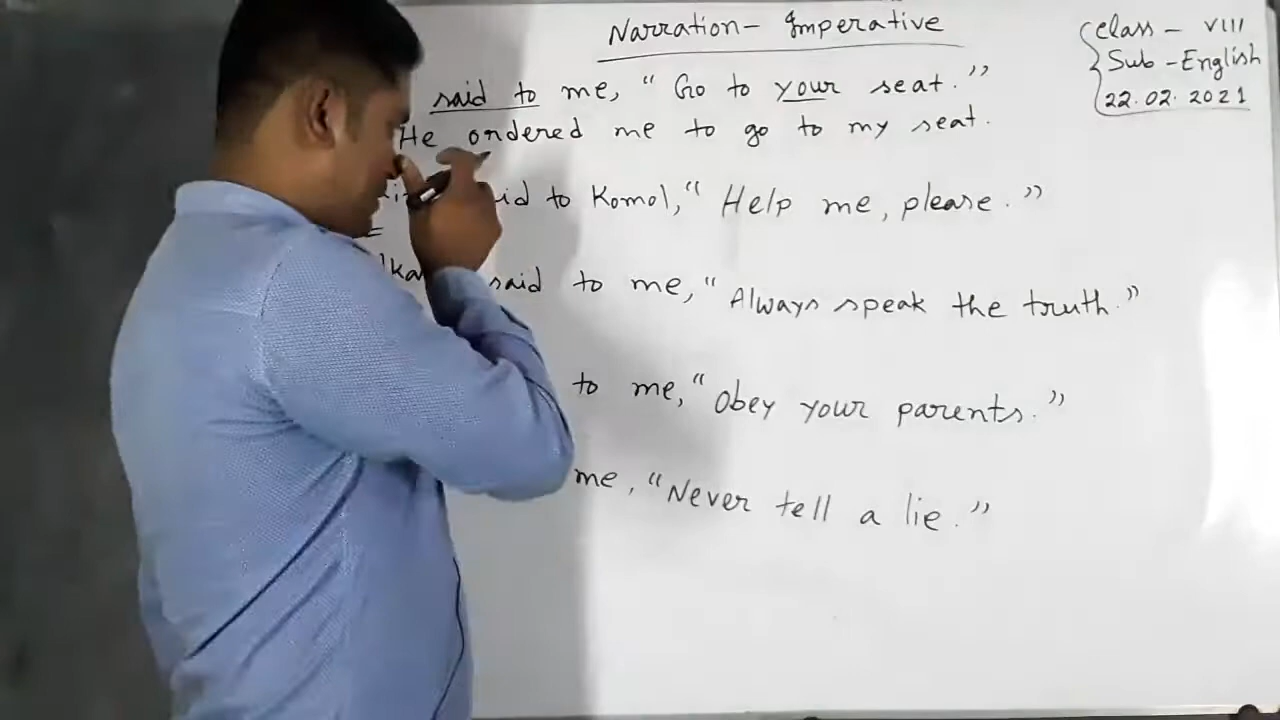 Narration - Imperative
Class - VIII
Sub - English
22.02.2021
said to me, "Go to your seat."
He ordered me to go to my seat.
to Komol, "Help me, please."
=
said to me, "Always speak the truth."
to me, "Obey your parents."
me, "Never tell a lie."